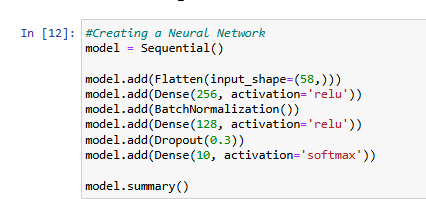 In [12]: #Creating a Neural Network
model = Sequential()
model.add(Flatten(input_shape=(58,)))
model.add(Dense(256, activation='relu'))
model.add(BatchNormalization())
model.add(Dense(128, activation='relu'))
model.add(Dropout(0.3))
model.add(Dense(10, activation='softmax'))
model.summary()